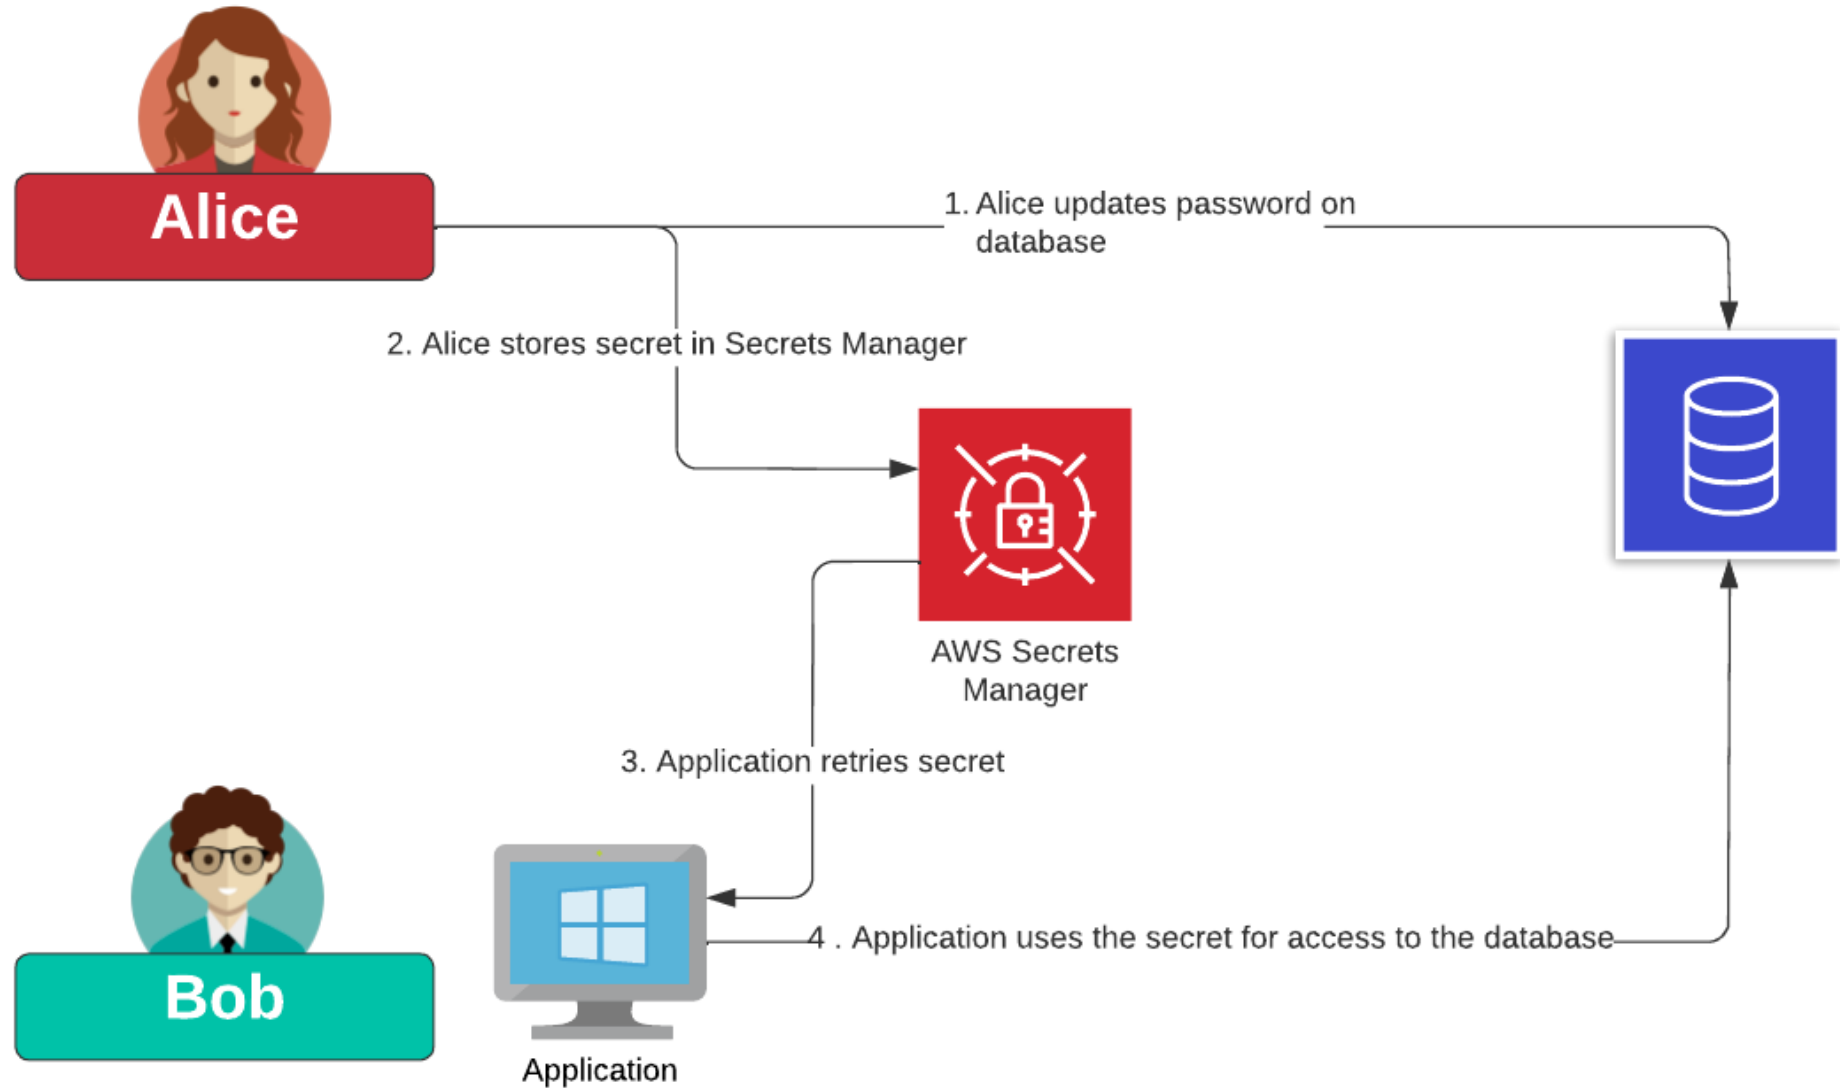 Alice
1. Alice updates password on
database
2. Alice stores secret in Secrets Manager
AWS Secrets
Manager
3. Application retries secret
4 . Application uses the secret for access to the database
Bob
Application